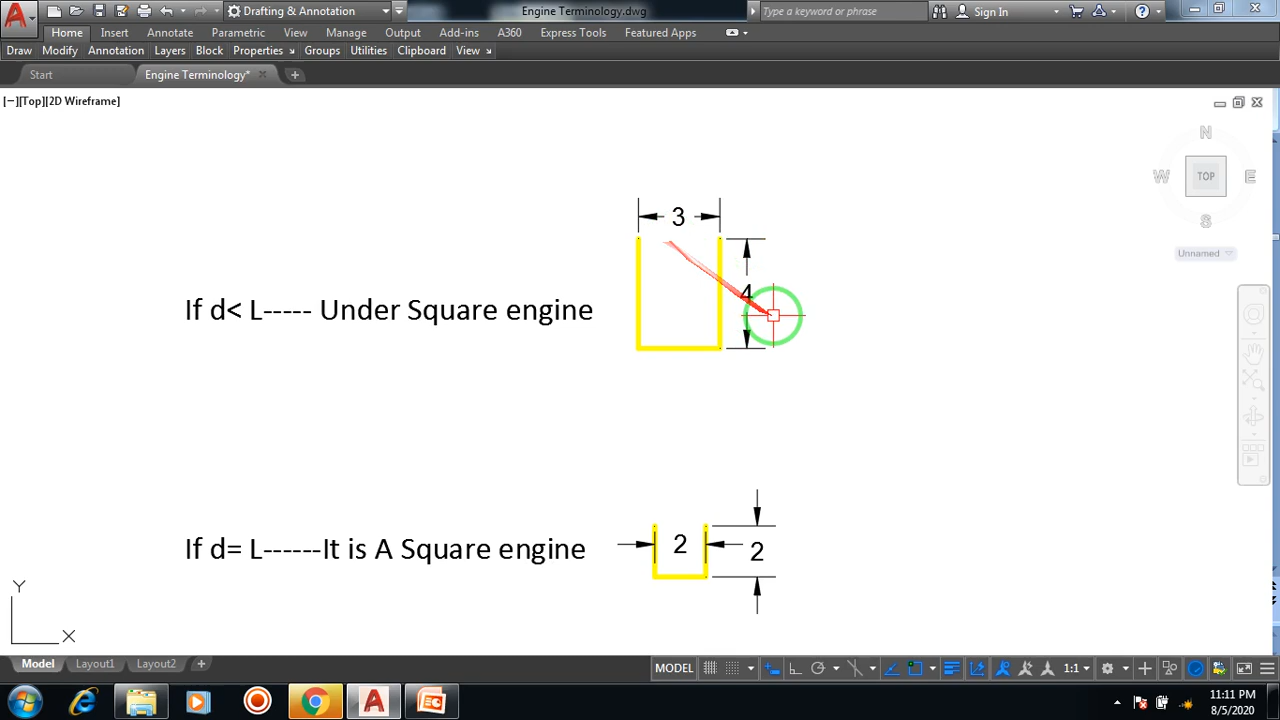 Drafting & Annotation
Engine Terminology.dwg
Type a keyword or phrase
Sign In
Home Insert Annotate Parametric View Manage Output Add-ins A360 Express Tools Featured Apps
Draw Modify Annotation Layers Block Properties Groups Utilities Clipboard View
Start Engine Terminology*
[−][Top][2D Wireframe]
N
W TOP E
S
Unnamed
3
4
If d< L----- Under Square engine
If d= L------It is A Square engine
2
2
Y
X
Model Layout1 Layout2
MODEL
1:1
11:11 PM
8/5/2020